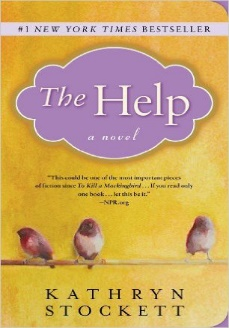 #1 NEW YORK TIMES BESTSELLER
The Help
a novel
"This could be one of the most important pieces
of fiction since To Kill a Mockingbird . . . If you read only
one book . . . let this be it."
—NPR.org
KATHRYN
STOCKETT